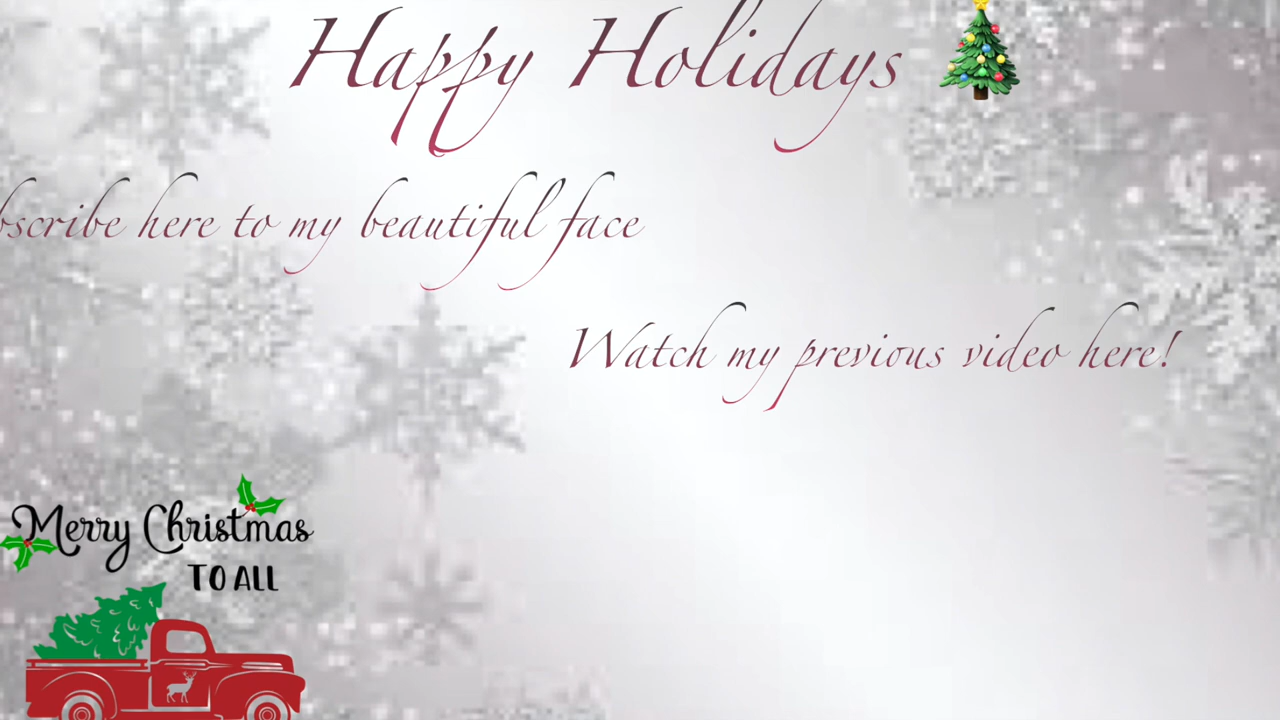 Happy Holidays 🎄
bscribe here to my beautiful face
Watch my previous video here!
Merry Christmas
TO ALL